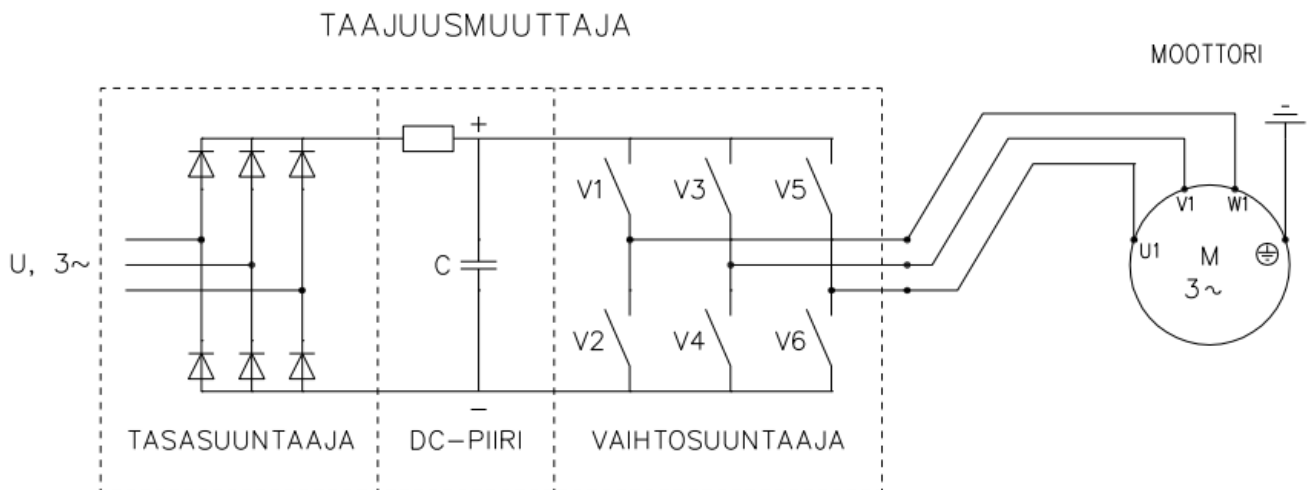 TAAJUUSMUUTTAJA
MOOTTORI
+
V1 V3 V5
V1 W1
U1 M
U, 3~
C
3~
V2 V4 V6
−
TASASUUNTAAJA DC-PIIRI VAIHTOSUUNTAAJA